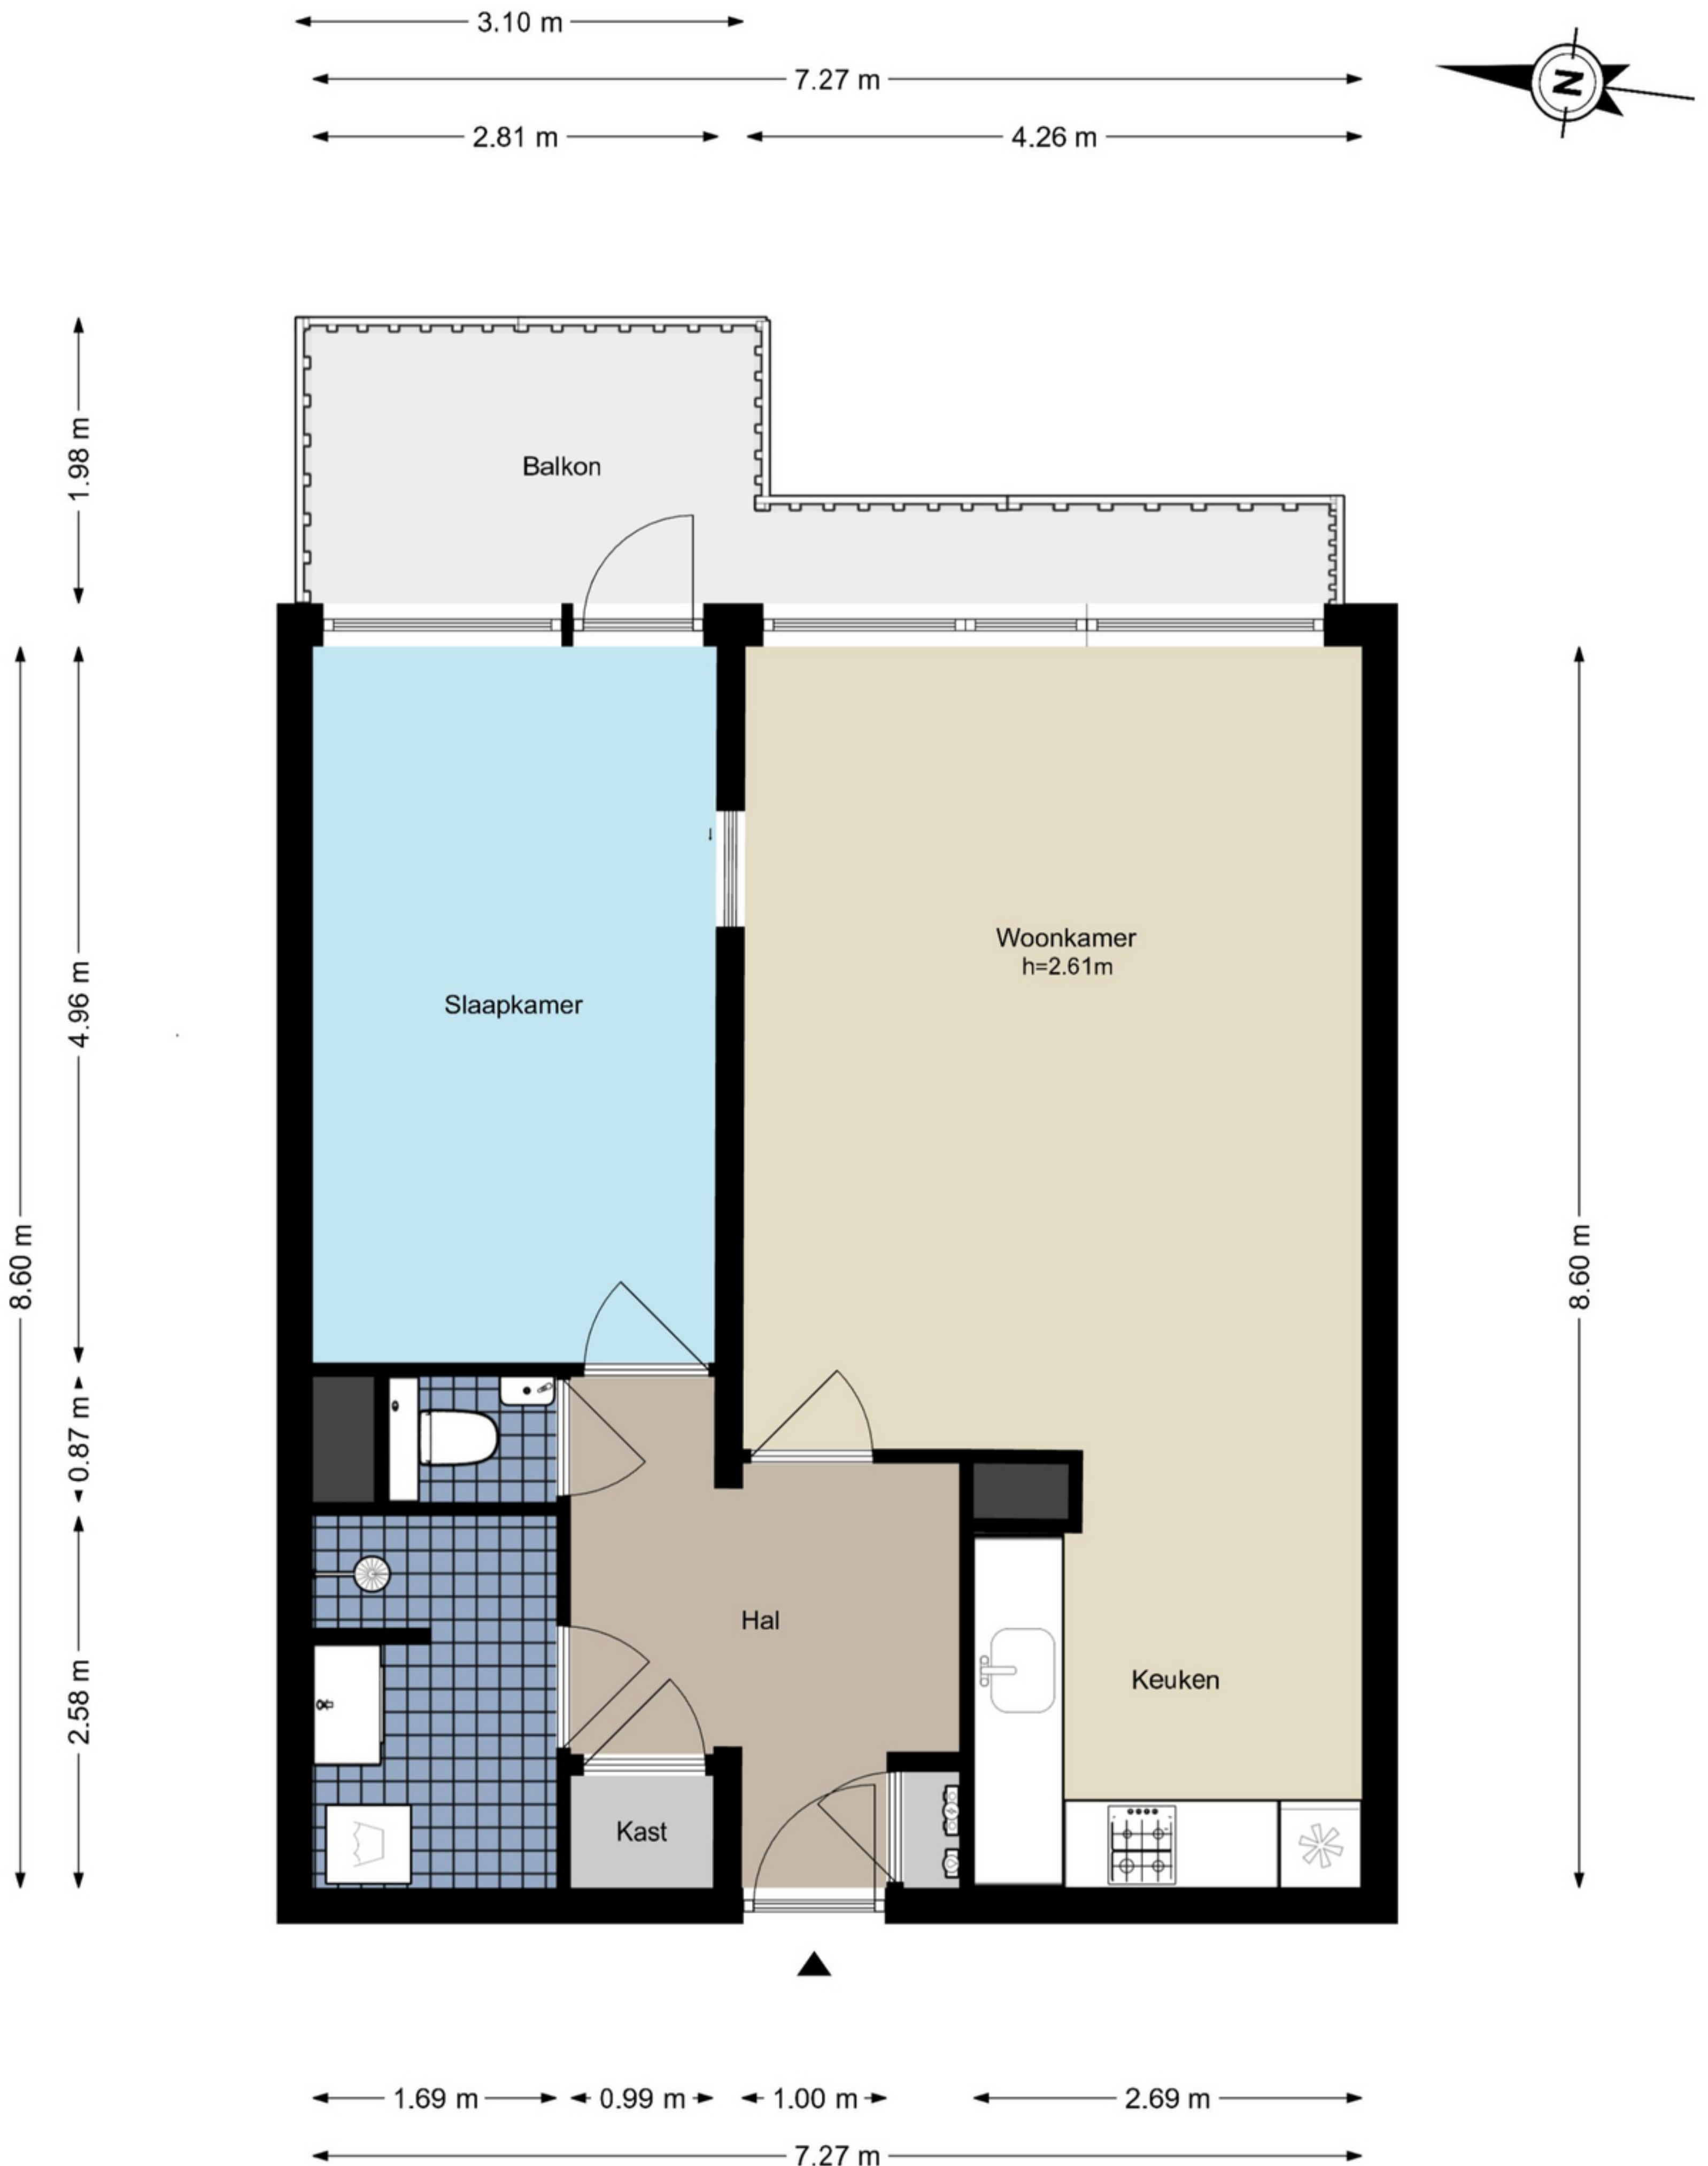 3.10 m
7.27 m
2.81 m
4.26 m
N
1.98 m
Balkon
8.60 m
4.96 m
Woonkamer
h=2.61m
Slaapkamer
8.60 m
0.87 m
Hal
2.58 m
Keuken
Kast
1.69 m
0.99 m
1.00 m
2.69 m
7.27 m